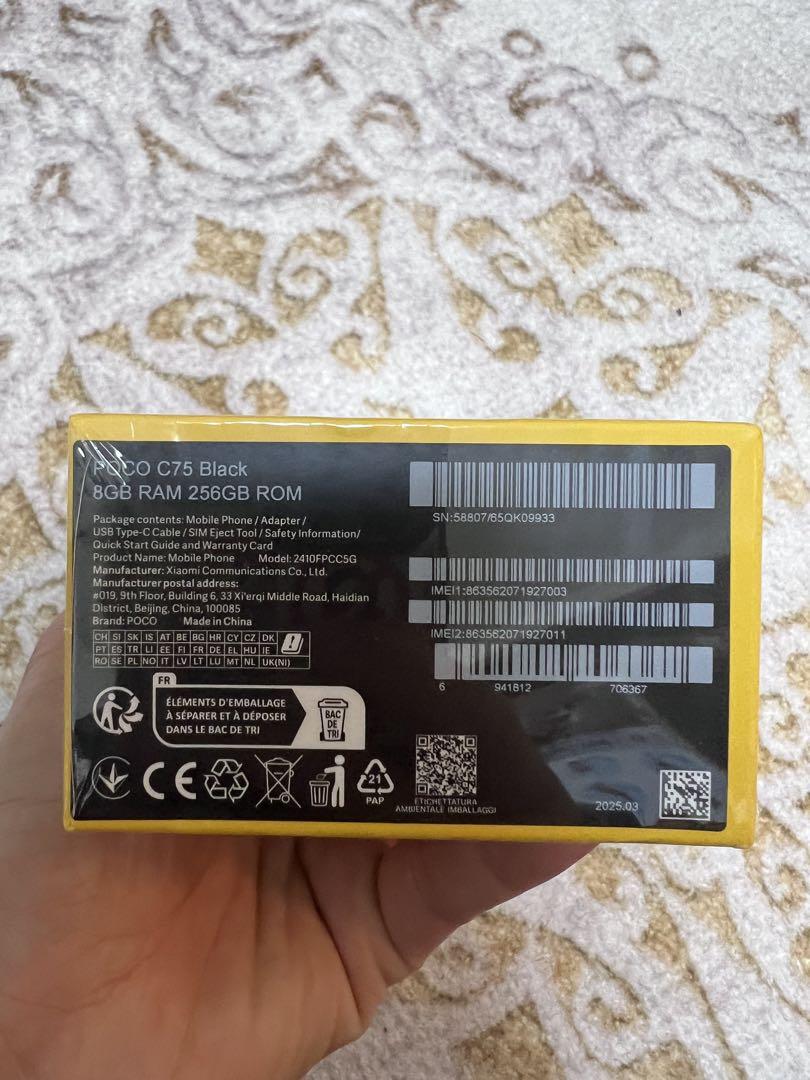 POCO C75 Black
8GB RAM 256GB ROM
Package contents: Mobile Phone / Adapter /
USB Type-C Cable / SIM Eject Tool / Safety Information/
Quick Start Guide and Warranty Card
Product Name: Mobile Phone Model: 2410FPCC5G
Manufacturer: Xiaomi Communications Co., Ltd.
Manufacturer postal address:
#019, 9th Floor, Building 6, 33 Xi'erqi Middle Road, Haidian
District, Beijing, China, 100085
Brand: POCO Made in China
CH SI SK IS AT BE BG HR CY CZ DK
PT ES TR LI EE FI FR DE EL HU IE
RO SE PL NO IT LV LT LU MT NL UK(NI)
FR
ÉLÉMENTS D'EMBALLAGE
À SÉPARER ET À DÉPOSER
DANS LE BAC DE TRI
BAC
DE
TRI
CE
21
PAP
SN:58807/65QK09933
IMEI1:863562071927003
IMEI2:863562071927011
6 941812 706367
ETICHETTATURA
AMBIENTALE IMBALLAGGI
2025.03